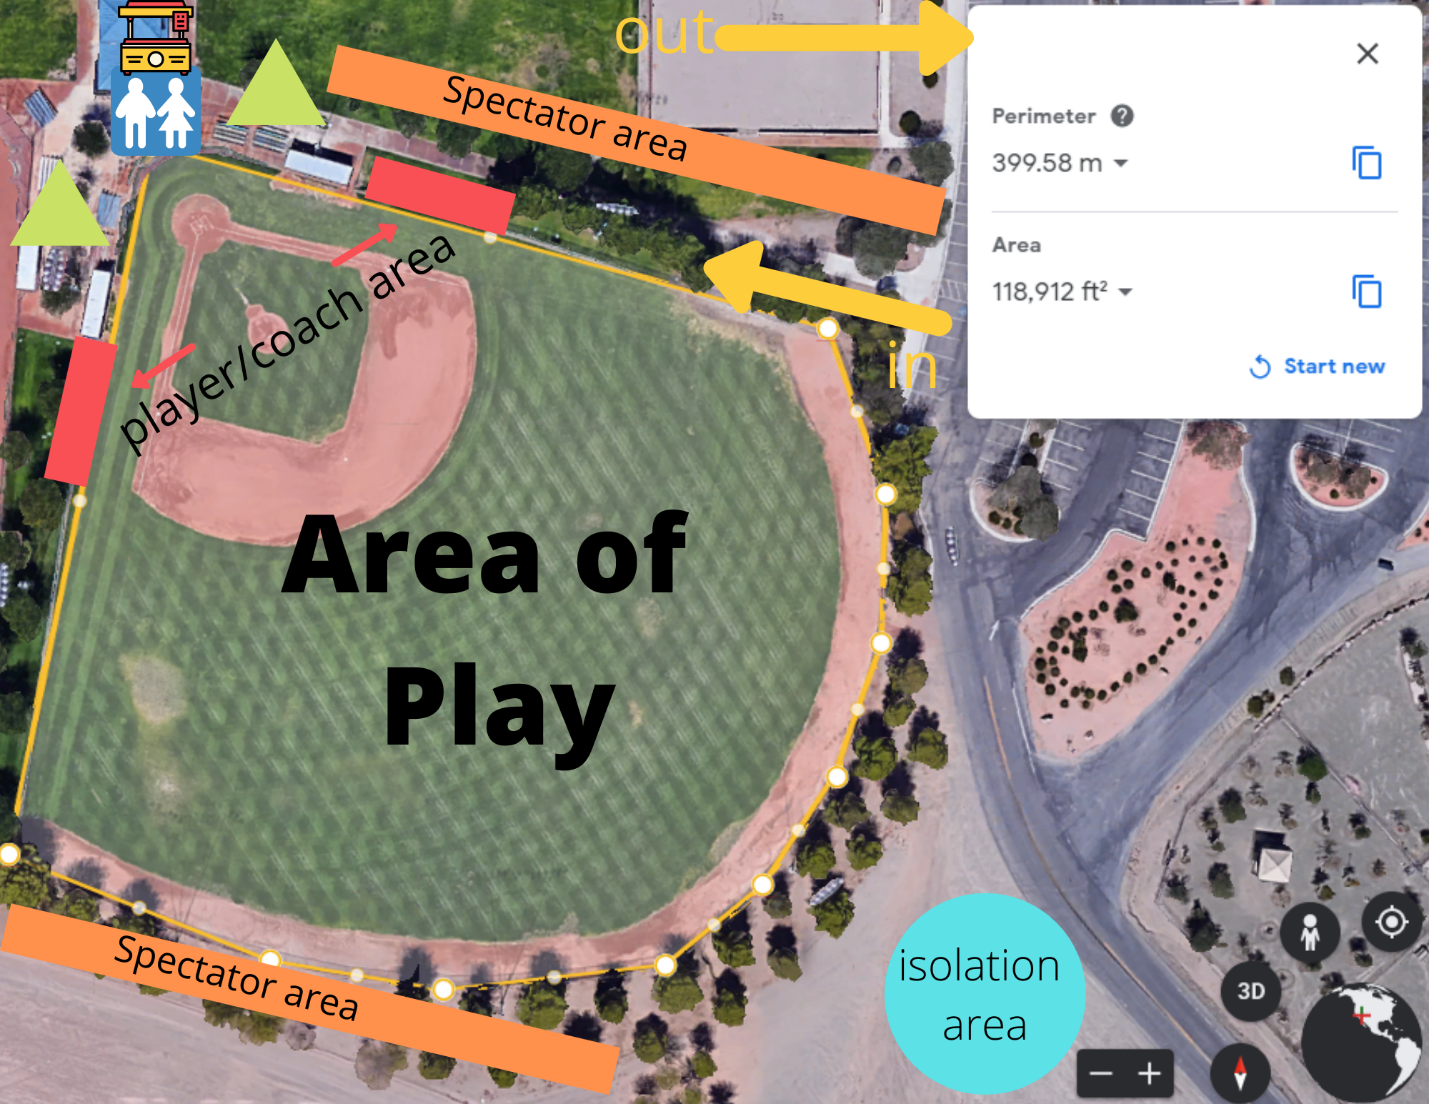 out
Spectator area
Perimeter ?
399.58 m
Area
118,912 ft²
Start new
in
player/coach area
Area of
Play
Spectator area
isolation
area
3D